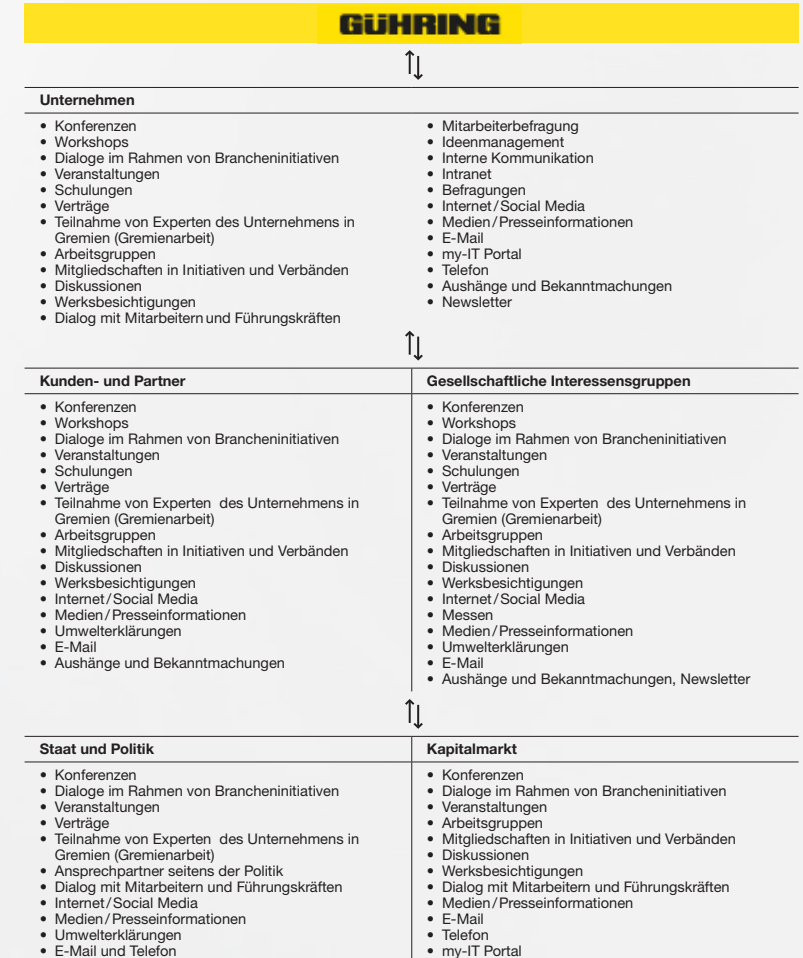 GÜHRING
Unternehmen
• Konferenzen
• Workshops
• Dialoge im Rahmen von Brancheninitiativen
• Veranstaltungen
• Schulungen
• Verträge
• Teilnahme von Experten des Unternehmens in
Gremien (Gremienarbeit)
• Arbeitsgruppen
• Mitgliedschaften in Initiativen und Verbänden
• Diskussionen
• Werksbesichtigungen
• Dialog mit Mitarbeitern und Führungskräften
• Mitarbeiterbefragung
• Ideenmanagement
• Interne Kommunikation
• Intranet
• Befragungen
• Internet/Social Media
• Medien/Presseinformationen
• E-Mail
• my-IT Portal
• Telefon
• Aushänge und Bekanntmachungen
• Newsletter
Kunden- und Partner
• Konferenzen
• Workshops
• Dialoge im Rahmen von Brancheninitiativen
• Veranstaltungen
• Schulungen
• Verträge
• Teilnahme von Experten des Unternehmens in
Gremien (Gremienarbeit)
• Arbeitsgruppen
• Mitgliedschaften in Initiativen und Verbänden
• Diskussionen
• Werksbesichtigungen
• Internet/Social Media
• Medien/Presseinformationen
• Umwelterklärungen
• E-Mail
• Aushänge und Bekanntmachungen
Gesellschaftliche Interessensgruppen
• Konferenzen
• Workshops
• Dialoge im Rahmen von Brancheninitiativen
• Veranstaltungen
• Schulungen
• Verträge
• Teilnahme von Experten des Unternehmens in
Gremien (Gremienarbeit)
• Arbeitsgruppen
• Mitgliedschaften in Initiativen und Verbänden
• Diskussionen
• Werksbesichtigungen
• Internet/Social Media
• Messen
• Medien/Presseinformationen
• Umwelterklärungen
• E-Mail
• Aushänge und Bekanntmachungen, Newsletter
Staat und Politik
• Konferenzen
• Dialoge im Rahmen von Brancheninitiativen
• Veranstaltungen
• Verträge
• Teilnahme von Experten des Unternehmens in
Gremien (Gremienarbeit)
• Ansprechpartner seitens der Politik
• Dialog mit Mitarbeitern und Führungskräften
• Internet/Social Media
• Medien/Presseinformationen
• Umwelterklärungen
• E-Mail und Telefon
Kapitalmarkt
• Konferenzen
• Dialoge im Rahmen von Brancheninitiativen
• Veranstaltungen
• Arbeitsgruppen
• Mitgliedschaften in Initiativen und Verbänden
• Diskussionen
• Werksbesichtigungen
• Dialog mit Mitarbeitern und Führungskräften
• Medien/Presseinformationen
• E-Mail
• Telefon
• my-IT Portal